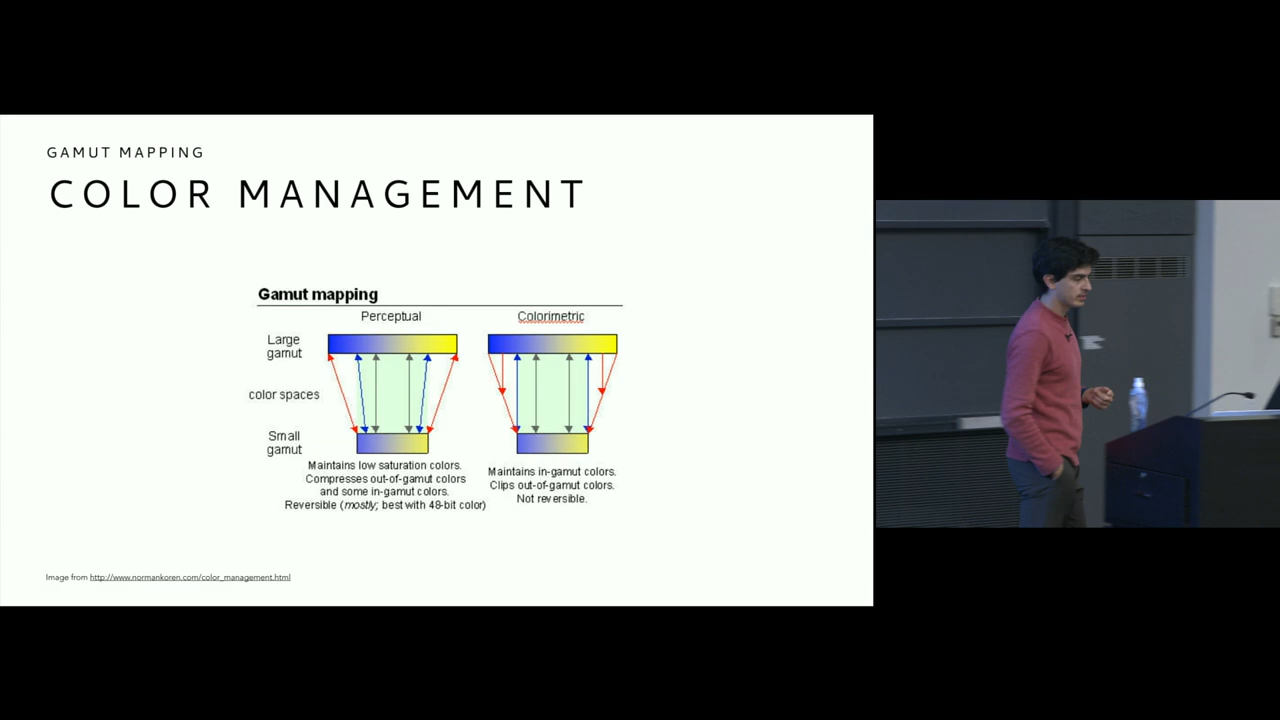 GAMUT MAPPING
COLOR MANAGEMENT
Gamut mapping
Perceptual
Colorimetric
Large
gamut
color spaces
Small
gamut
Maintains low saturation colors.
Compresses out-of-gamut colors
and some in-gamut colors.
Reversible (mostly; best with 48-bit color)
Maintains in-gamut colors.
Clips out-of-gamut colors.
Not reversible.
Image from http://www.normankoren.com/color_management.html